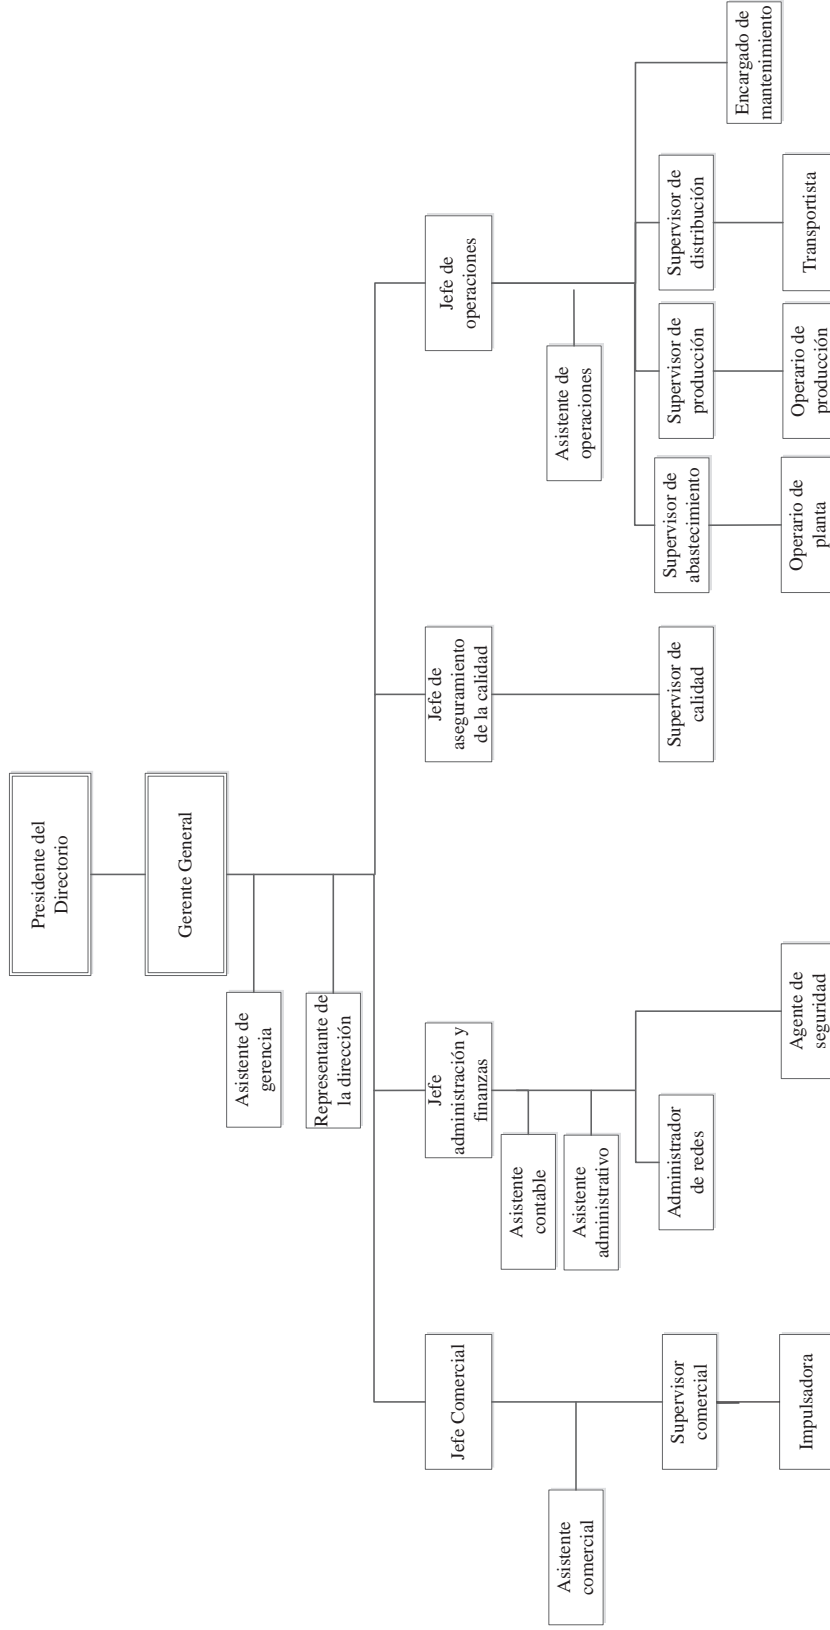 Presidente del
Directorio
Gerente General
Asistente de
gerencia
Representante de
la dirección
Jefe Comercial
Jefe
administración y
finanzas
Jefe de
aseguramiento
de la calidad
Jefe de
operaciones
Asistente
comercial
Asistente
contable
Asistente
administrativo
Asistente de
operaciones
Supervisor
comercial
Administrador
de redes
Supervisor de
calidad
Supervisor de
abastecimiento
Supervisor de
producción
Supervisor de
distribución
Encargado de
mantenimiento
Impulsadora
Agente de
seguridad
Operario de
planta
Operario de
producción
Transportista